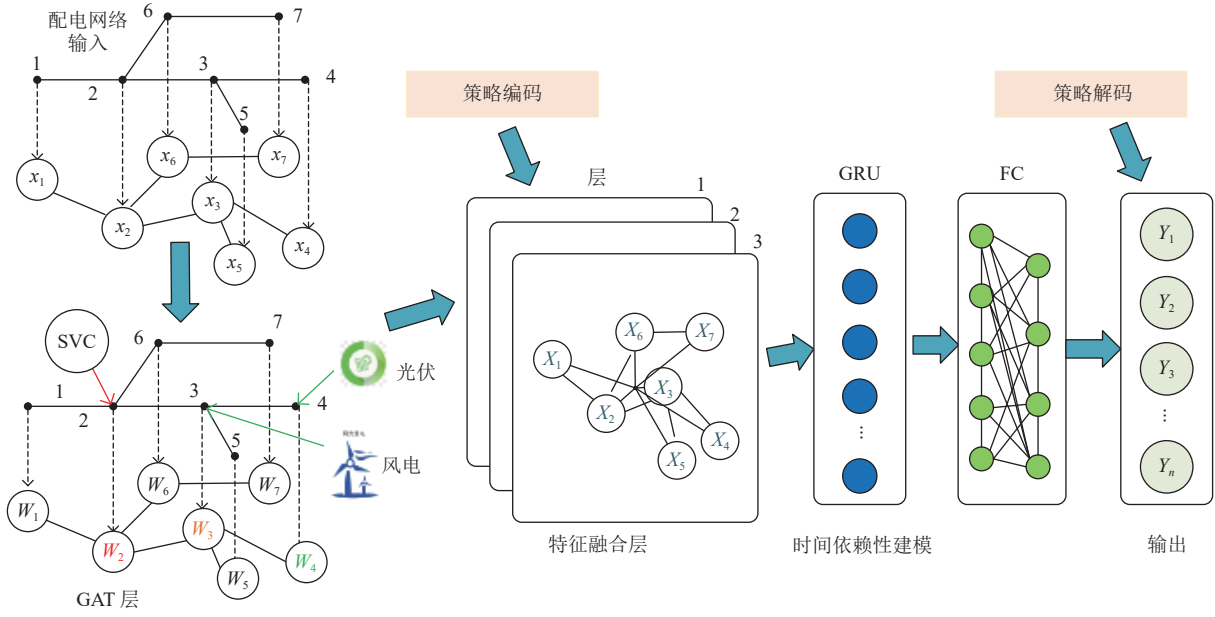 配电网络
输入
6
7
1
2
3
4
5
x1
x2
x3
x4
x5
x6
x7
SVC
6
7
1
2
3
4
5
光伏
风电
W1
W2
W3
W4
W5
W6
W7
GAT 层
策略编码
层
1
2
3
X1
X2
X3
X4
X5
X6
X7
特征融合层
GRU
⋮
时间依赖性建模
FC
策略解码
Y1
Y2
Y3
⋮
Yn
输出